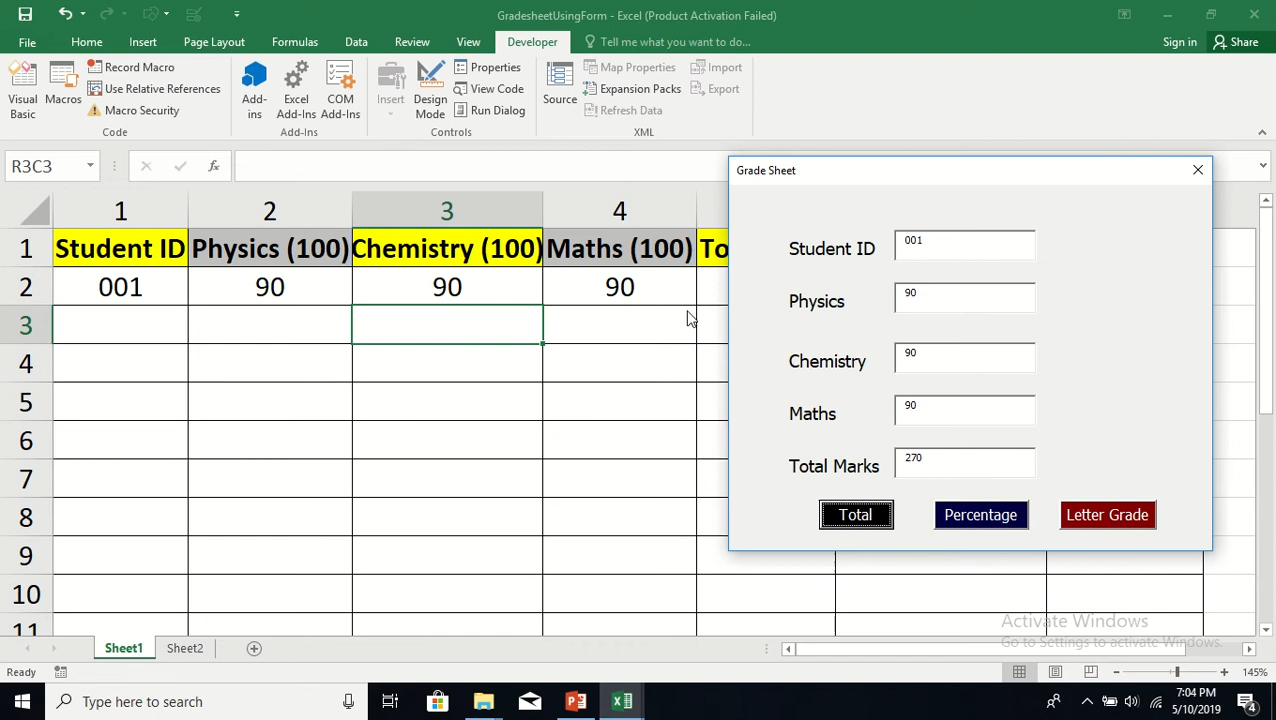 GradesheetUsingForm - Excel (Product Activation Failed)
File Home Insert Page Layout Formulas Data Review View Developer Tell me what you want to do... Sign in Share
Visual Basic
Macros
Record Macro
Use Relative References
Macro Security
Code
Add-ins
Excel Add-Ins
COM Add-Ins
Add-Ins
Insert
Design Mode
Properties
View Code
Run Dialog
Controls
Source
Map Properties
Expansion Packs
Refresh Data
Import
Export
XML
R3C3
fx
1 2 3 4
1 Student ID Physics (100) Chemistry (100) Maths (100) To
2 001 90 90 90
3
4
5
6
7
8
9
10
11
Grade Sheet
Student ID 001
Physics 90
Chemistry 90
Maths 90
Total Marks 270
Total Percentage Letter Grade
Activate Windows
Go to Settings to activate Windows.
Sheet1 Sheet2
Ready
145%
Type here to search
7:04 PM
5/10/2019
4